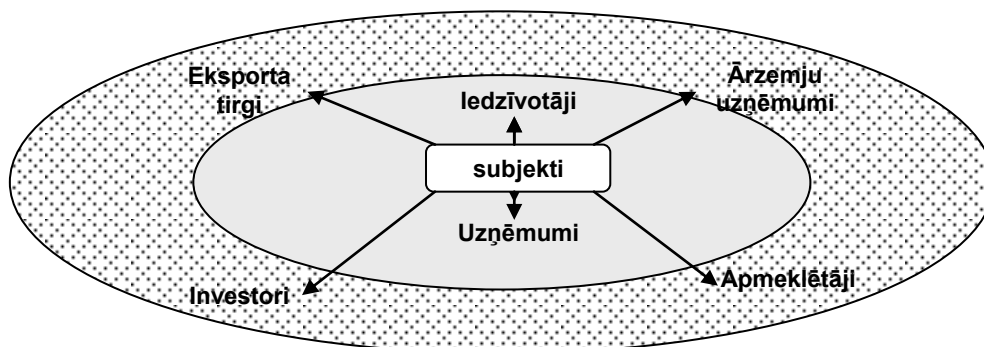 Eksporta
tirgi
Iedzīvotāji
Ārzemju
uzņēmumi
subjekti
Uzņēmumi
Investori
Apmeklētāji